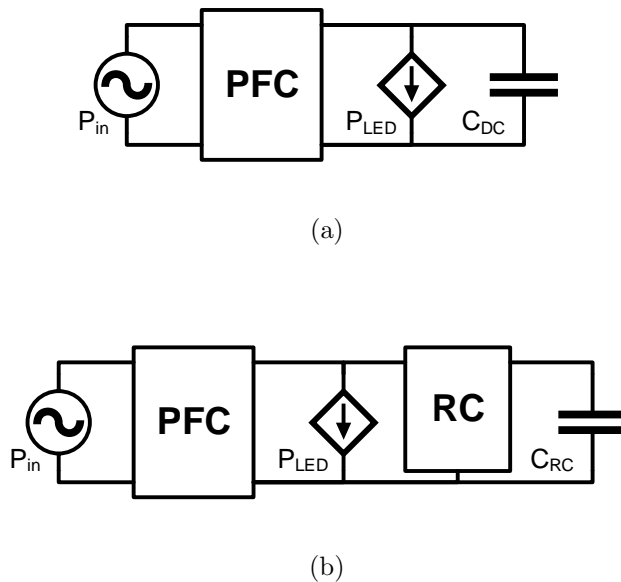 PFC
P_in
P_LED
C_DC
(a)
PFC
RC
P_in
P_LED
C_RC
(b)